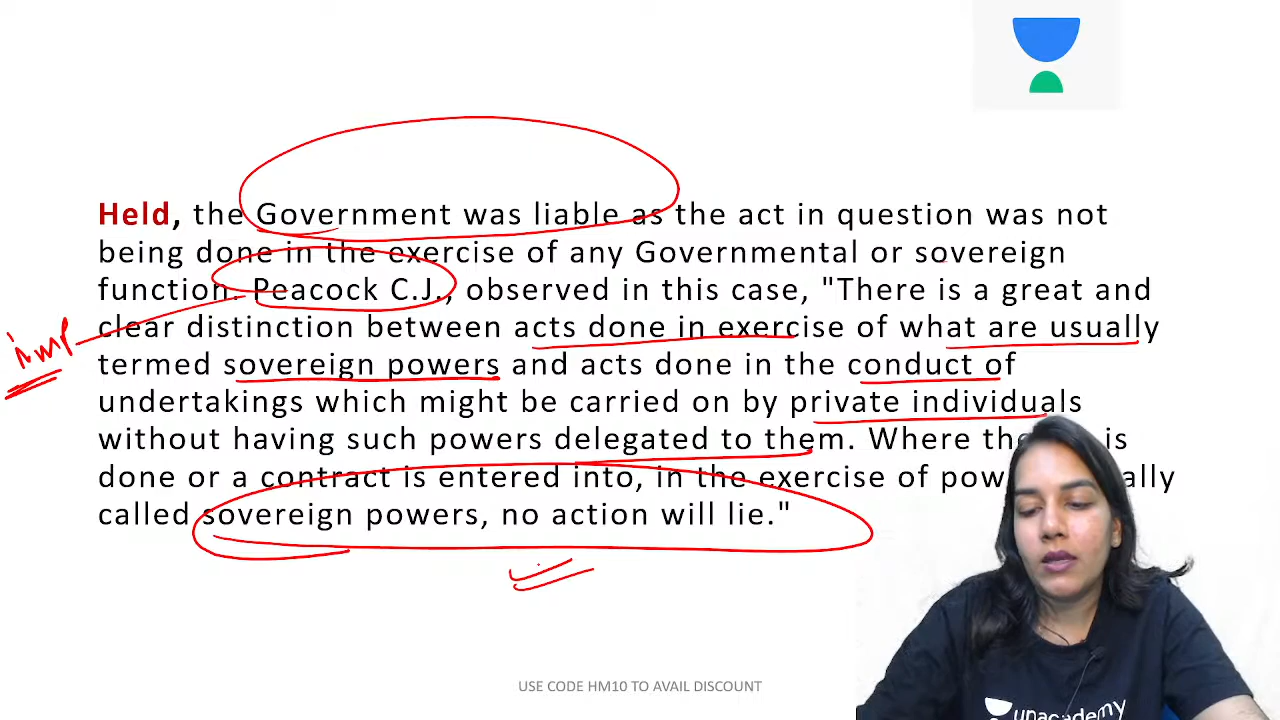 Held, the Government was liable as the act in question was not
being done in the exercise of any Governmental or sovereign
function. Peacock C.J., observed in this case, "There is a great and
clear distinction between acts done in exercise of what are usually
imp
termed sovereign powers and acts done in the conduct of
undertakings which might be carried on by private individuals
without having such powers delegated to them. Where is
done or a contract is entered into, in the exercise of
called sovereign powers, no action will lie."
USE CODE HM10 TO AVAIL DISCOUNT
unacademy